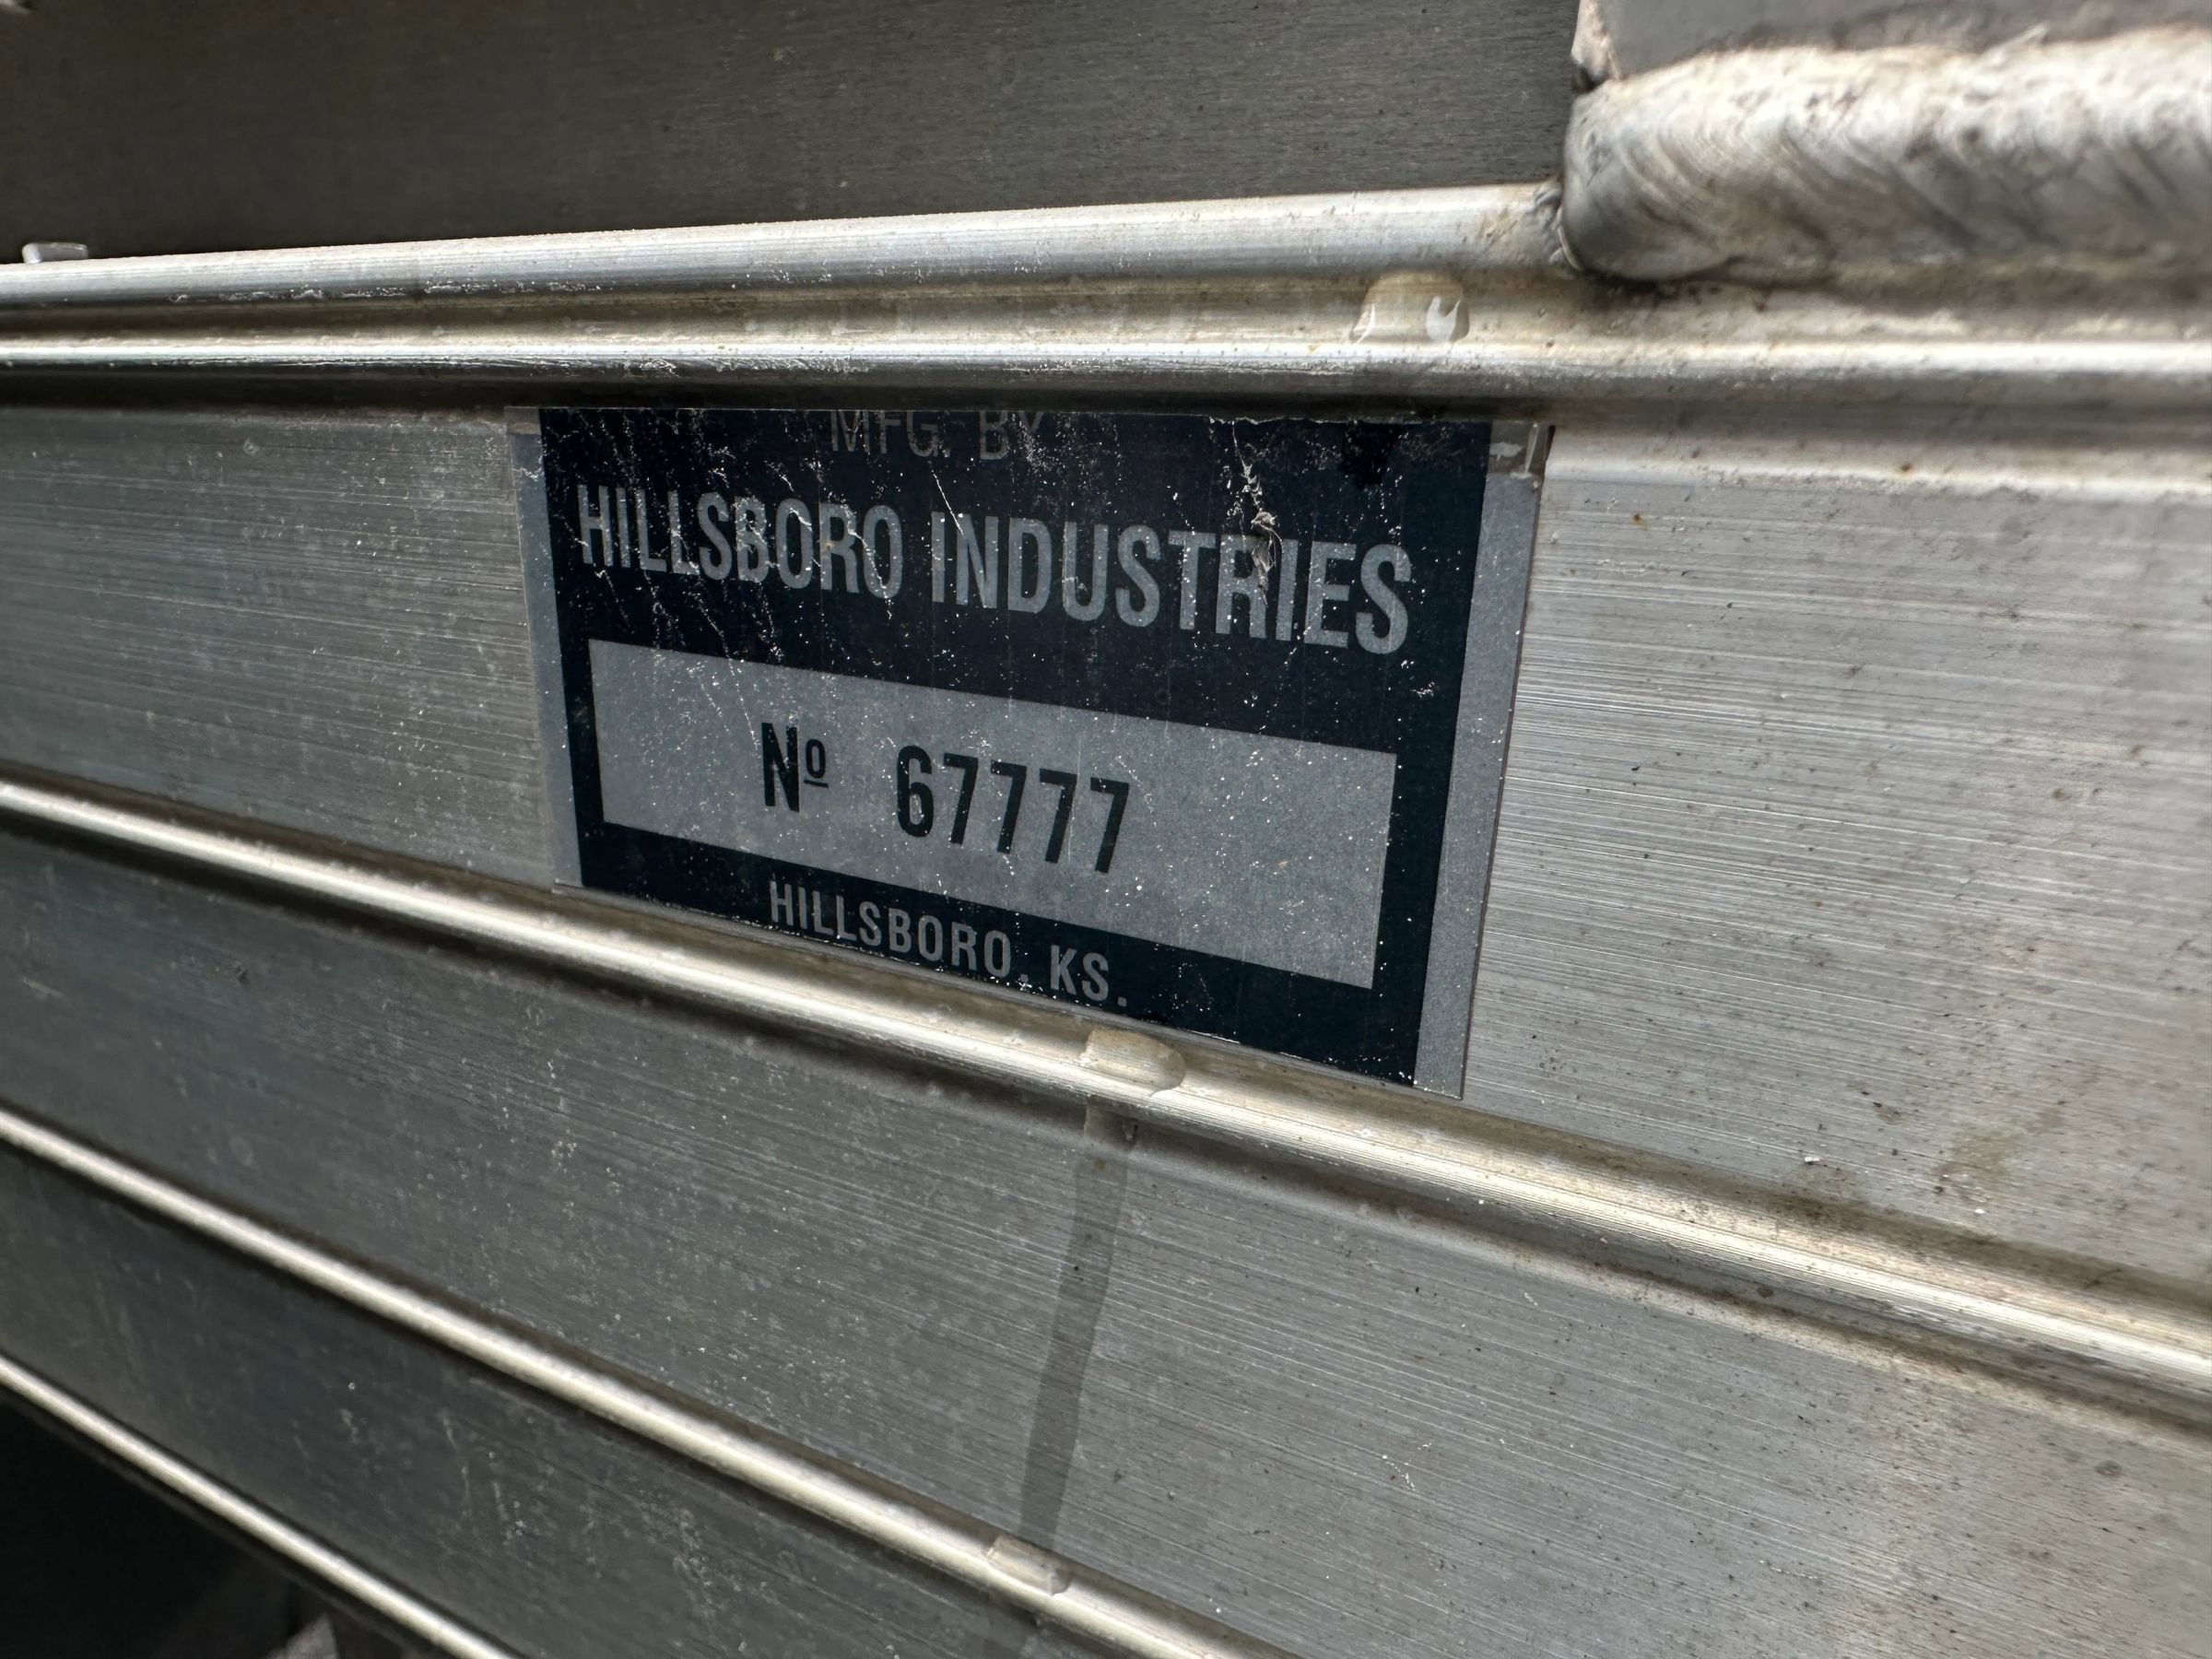 MFG. BY
HILLSBORO INDUSTRIES
Nº 67777
HILLSBORO, KS.